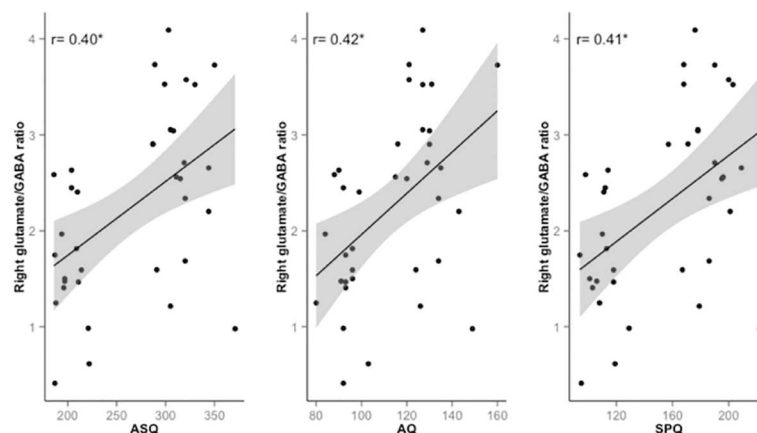 r= 0.40*
4
3
2
1
Right glutamate/GABA ratio
200
250
300
350
ASQ
r= 0.42*
4
3
2
1
Right glutamate/GABA ratio
80
100
120
140
160
AQ
r= 0.41*
4
3
2
1
Right glutamate/GABA ratio
120
160
200
SPQ